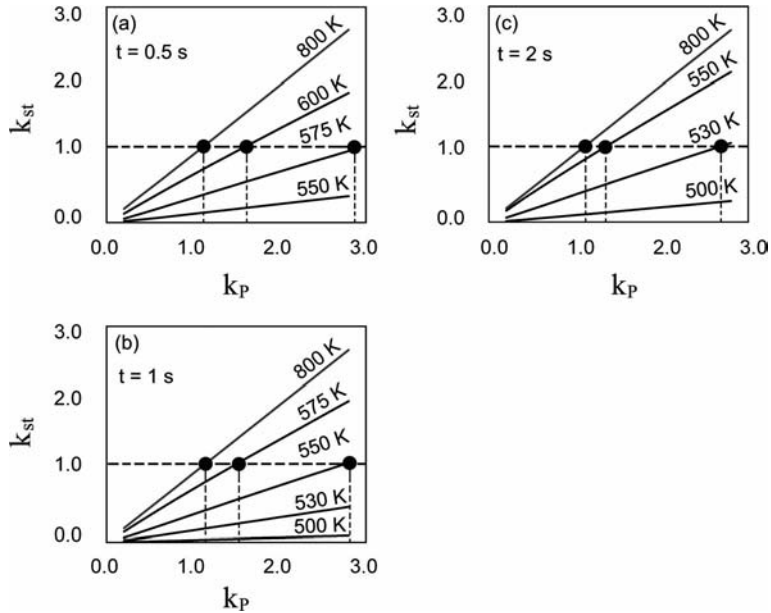 (a)
t = 0.5 s
3.0
2.0
1.0
0.0
k_st
800 K
600 K
575 K
550 K
0.0 1.0 2.0 3.0
k_P
(c)
t = 2 s
3.0
2.0
1.0
0.0
k_st
800 K
550 K
530 K
500 K
0.0 1.0 2.0 3.0
k_P
(b)
t = 1 s
3.0
2.0
1.0
0.0
k_st
800 K
575 K
550 K
530 K
500 K
0.0 1.0 2.0 3.0
k_P